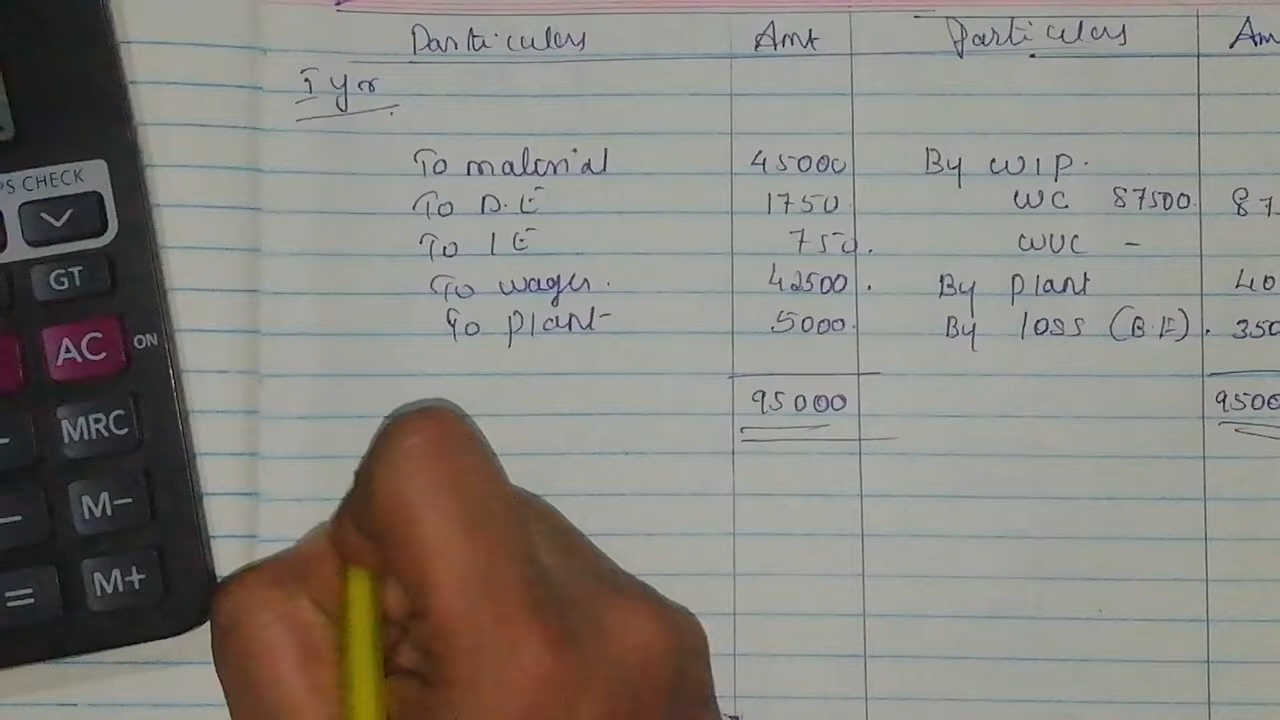 Particulars Amt Particulars Am
I yr
To material 45000 By WIP.
To D.E 1750 WC 87500 87
To I E 750. WUC -
To wages. 42500. By plant 40
To plant 5000. By loss (B.E). 350
95000 9500
PS CHECK
GT
AC ON
MRC
M-
= M+